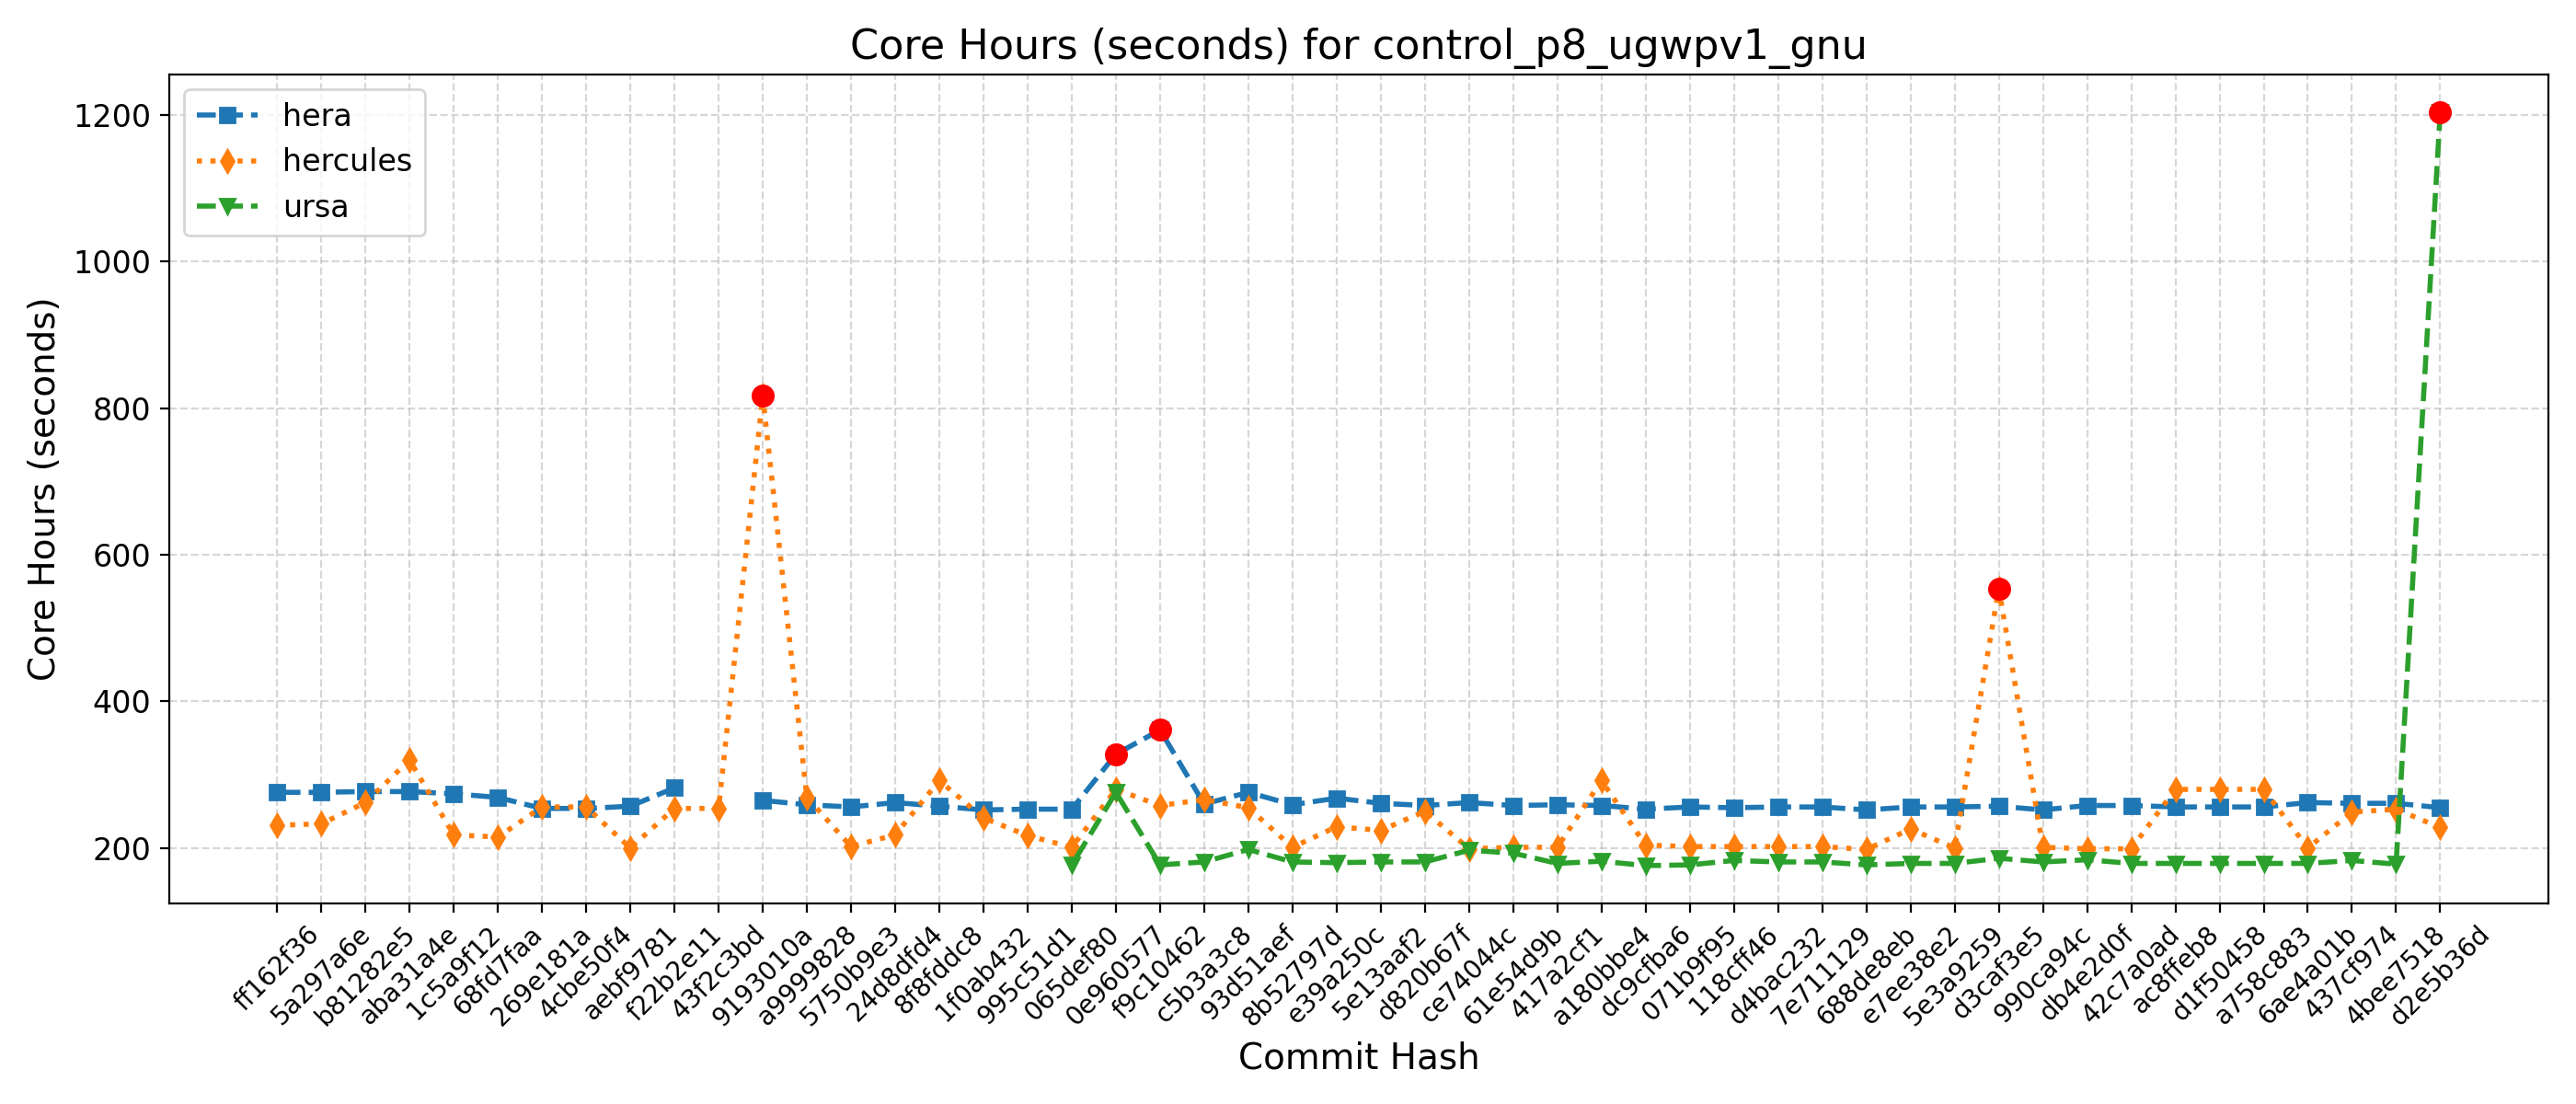 Core Hours (seconds) for control_p8_ugwpv1_gnu
hera
hercules
ursa
Core Hours (seconds)
1200
1000
800
600
400
200
ff162f36
5a297a6e
b81282e5
aba31a4e
1c5a9f12
68fd7faa
269e181a
4cbe50f4
aebf9781
f22b2e11
43f2c3bd
9193010a
a9999828
5750b9e3
24d8dfd4
8f8fddc8
1f0ab432
995c51d1
065def80
0e960577
f9c10462
c5b3a3c8
93d51aef
8b52797d
e39a250c
5e13aaf2
d820b67f
ce74044c
61e54d9b
417a2cf1
a180bbe4
dc9cfba6
071b9f95
118cff46
d4bac232
7e711129
688de8eb
e7ee38e2
5e3a9259
d3caf3e5
990ca94c
db4e2d0f
42c7a0ad
ac8ffeb8
d1f50458
a758c883
6ae4a01b
437cf974
4bee7518
d2e5b36d
Commit Hash